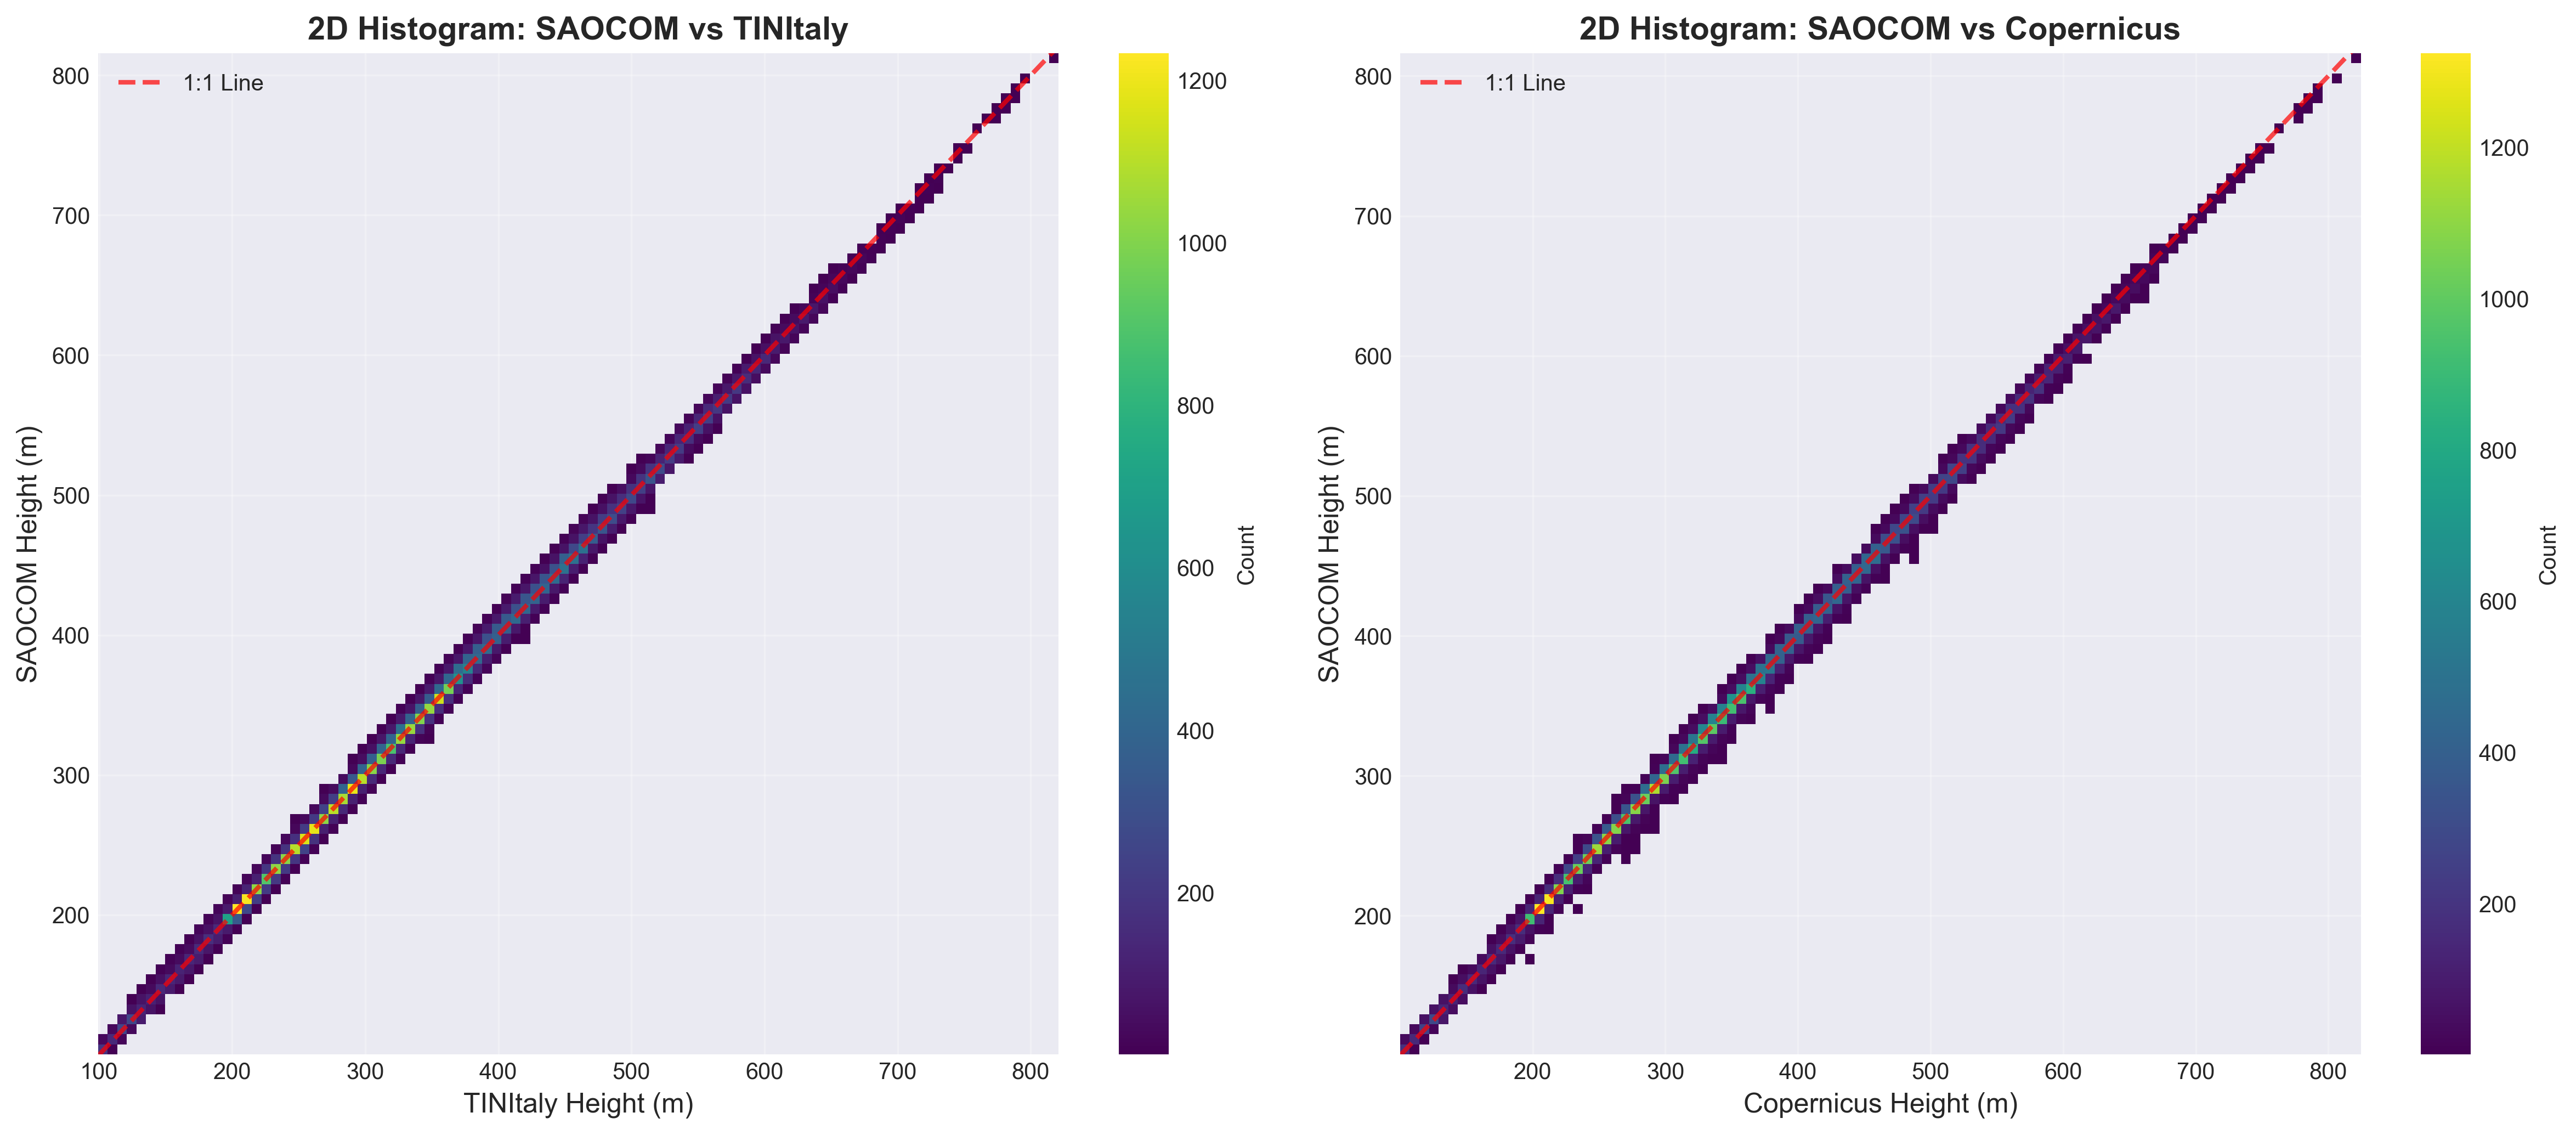 2D Histogram: SAOCOM vs TINItaly
1:1 Line
SAOCOM Height (m)
800
700
600
500
400
300
200
100 200 300 400 500 600 700 800
TINItaly Height (m)
1200
1000
800
600
400
200
Count
2D Histogram: SAOCOM vs Copernicus
1:1 Line
SAOCOM Height (m)
800
700
600
500
400
300
200
200 300 400 500 600 700 800
Copernicus Height (m)
1200
1000
800
600
400
200
Count